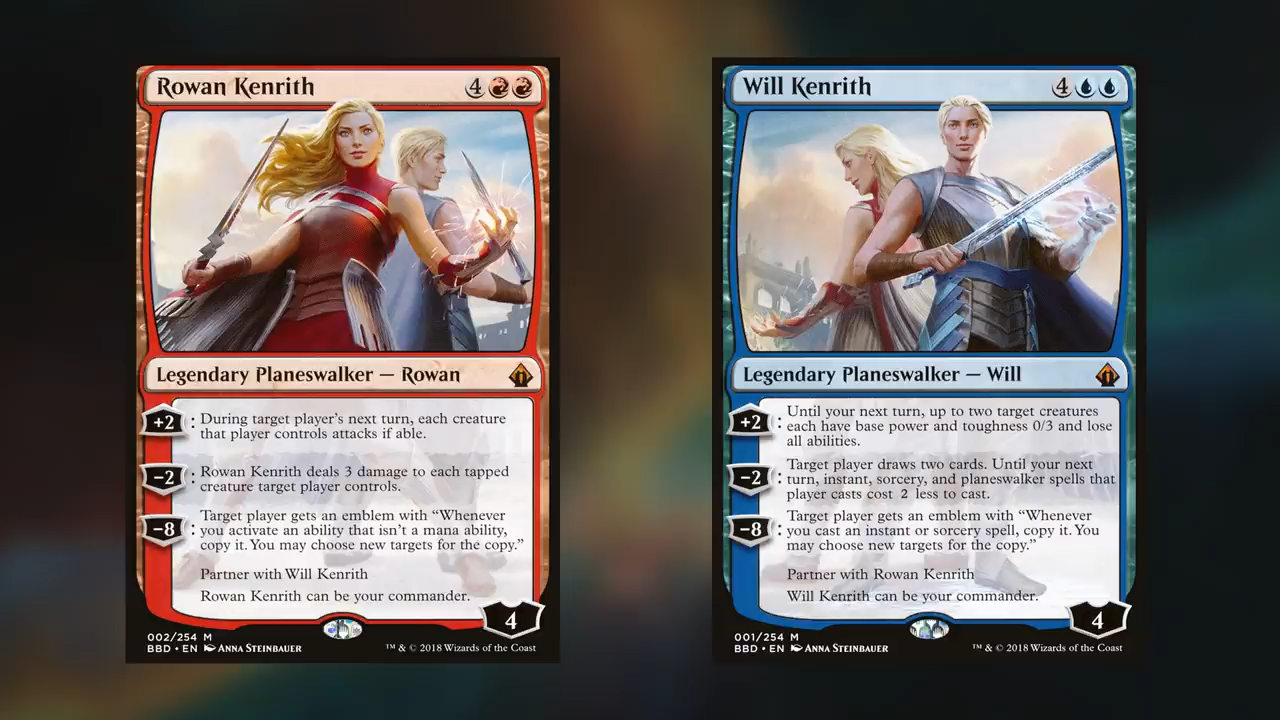 Rowan Kenrith 4
Legendary Planeswalker — Rowan
+2 : During target player's next turn, each creature
that player controls attacks if able.
−2 : Rowan Kenrith deals 3 damage to each tapped
creature target player controls.
−8 : Target player gets an emblem with “Whenever
you activate an ability that isn't a mana ability,
copy it. You may choose new targets for the copy.”
Partner with Will Kenrith
Rowan Kenrith can be your commander.
4
002/254 M
BBD • EN Anna Steinbauer ™ & © 2018 Wizards of the Coast
Will Kenrith 4
Legendary Planeswalker — Will
+2 : Until your next turn, up to two target creatures
each have base power and toughness 0/3 and lose
all abilities.
−2 : Target player draws two cards. Until your next
turn, instant, sorcery, and planeswalker spells that
player casts cost 2 less to cast.
−8 : Target player gets an emblem with “Whenever
you cast an instant or sorcery spell, copy it. You
may choose new targets for the copy.”
Partner with Rowan Kenrith
Will Kenrith can be your commander.
4
001/254 M
BBD • EN Anna Steinbauer ™ & © 2018 Wizards of the Coast